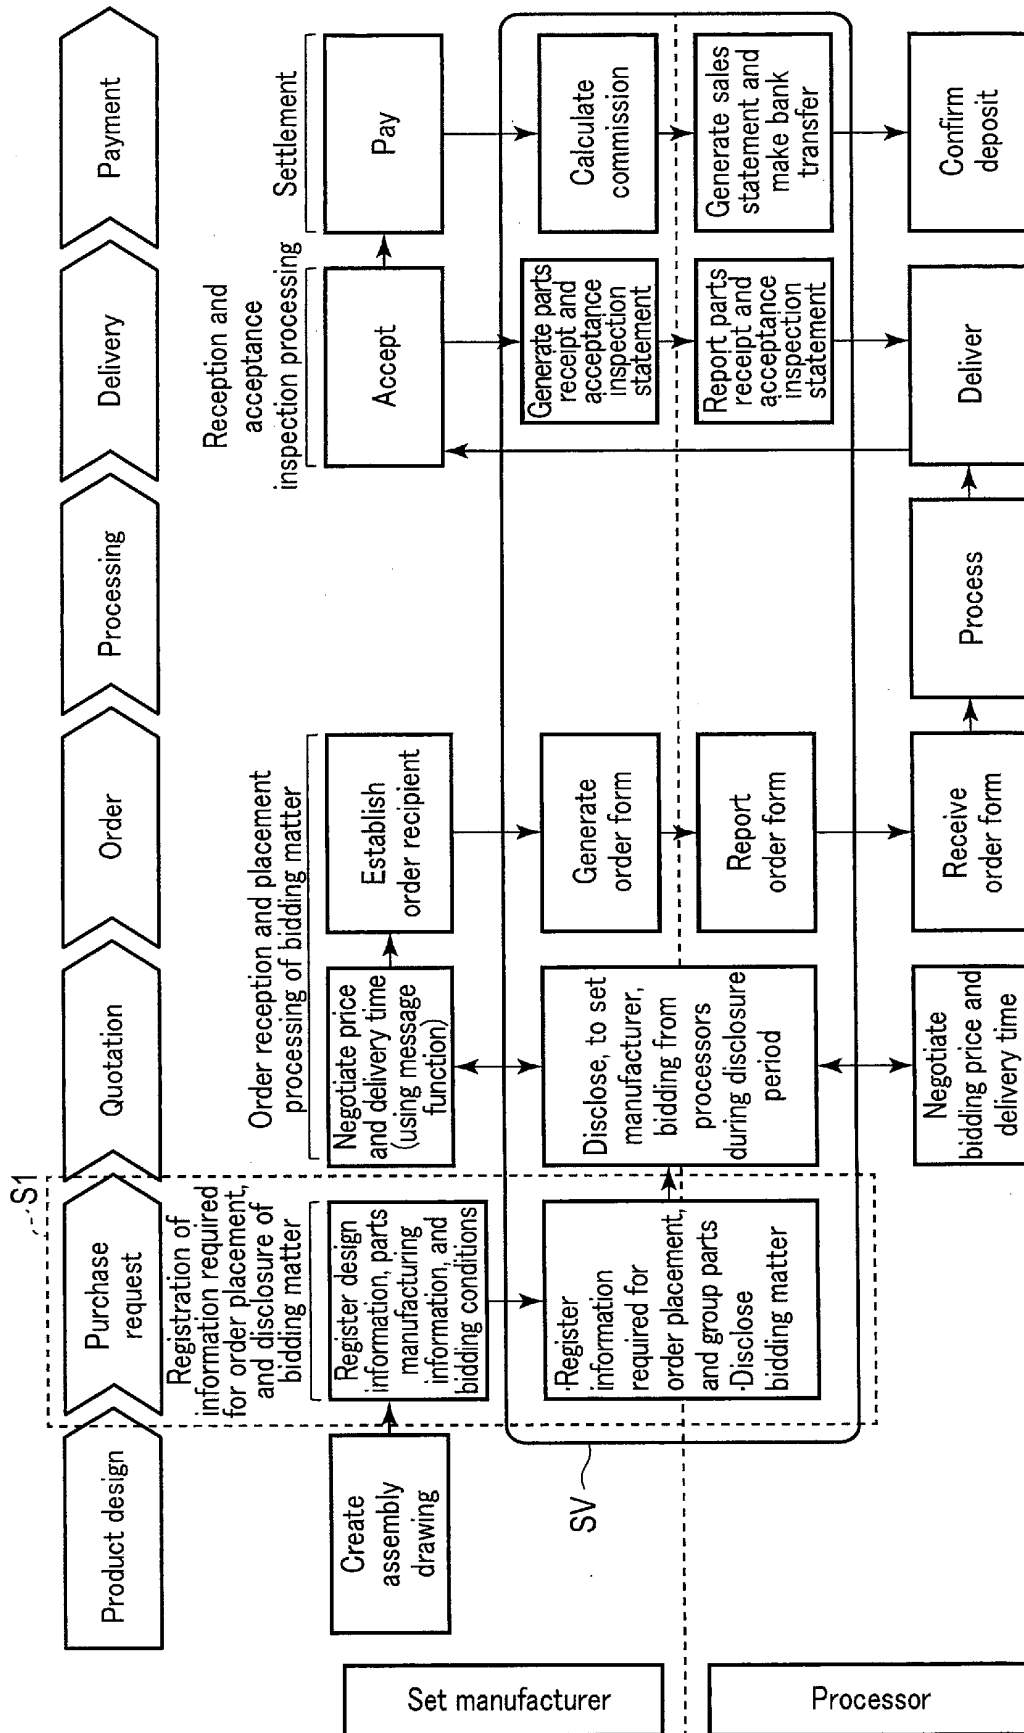 Product design
Purchase
request
Quotation
Order
Processing
Delivery
Payment
S1
Registration of
information required
for order placement,
and disclosure of
bidding matter
Order reception and placement
processing of bidding matter
Reception and
acceptance
inspection processing
Settlement
Set manufacturer
Create
assembly
drawing
Register design
information, parts
manufacturing
information, and
bidding conditions
Negotiate price
and delivery time
(using message
function)
Establish
order recipient
Accept
Pay
SV
·Register
information
required for
order placement,
and group parts
·Disclose
bidding matter
Disclose, to set
manufacturer,
bidding from
processors
during disclosure
period
Generate
order form
Report
order form
Generate parts
receipt and
acceptance
inspection
statement
Report parts
receipt and
acceptance
inspection
statement
Calculate
commission
Generate sales
statement and
make bank
transfer
Processor
Negotiate
bidding price and
delivery time
Receive
order form
Process
Deliver
Confirm
deposit